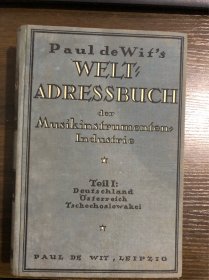 Paul de Wit's
WELT-
ADRESSBUCH
der
Musikinstrumenten-
Industrie
Teil I:
Deutschland
Österreich
Tschechoslowakei
PAUL DE WIT, LEIPZIG